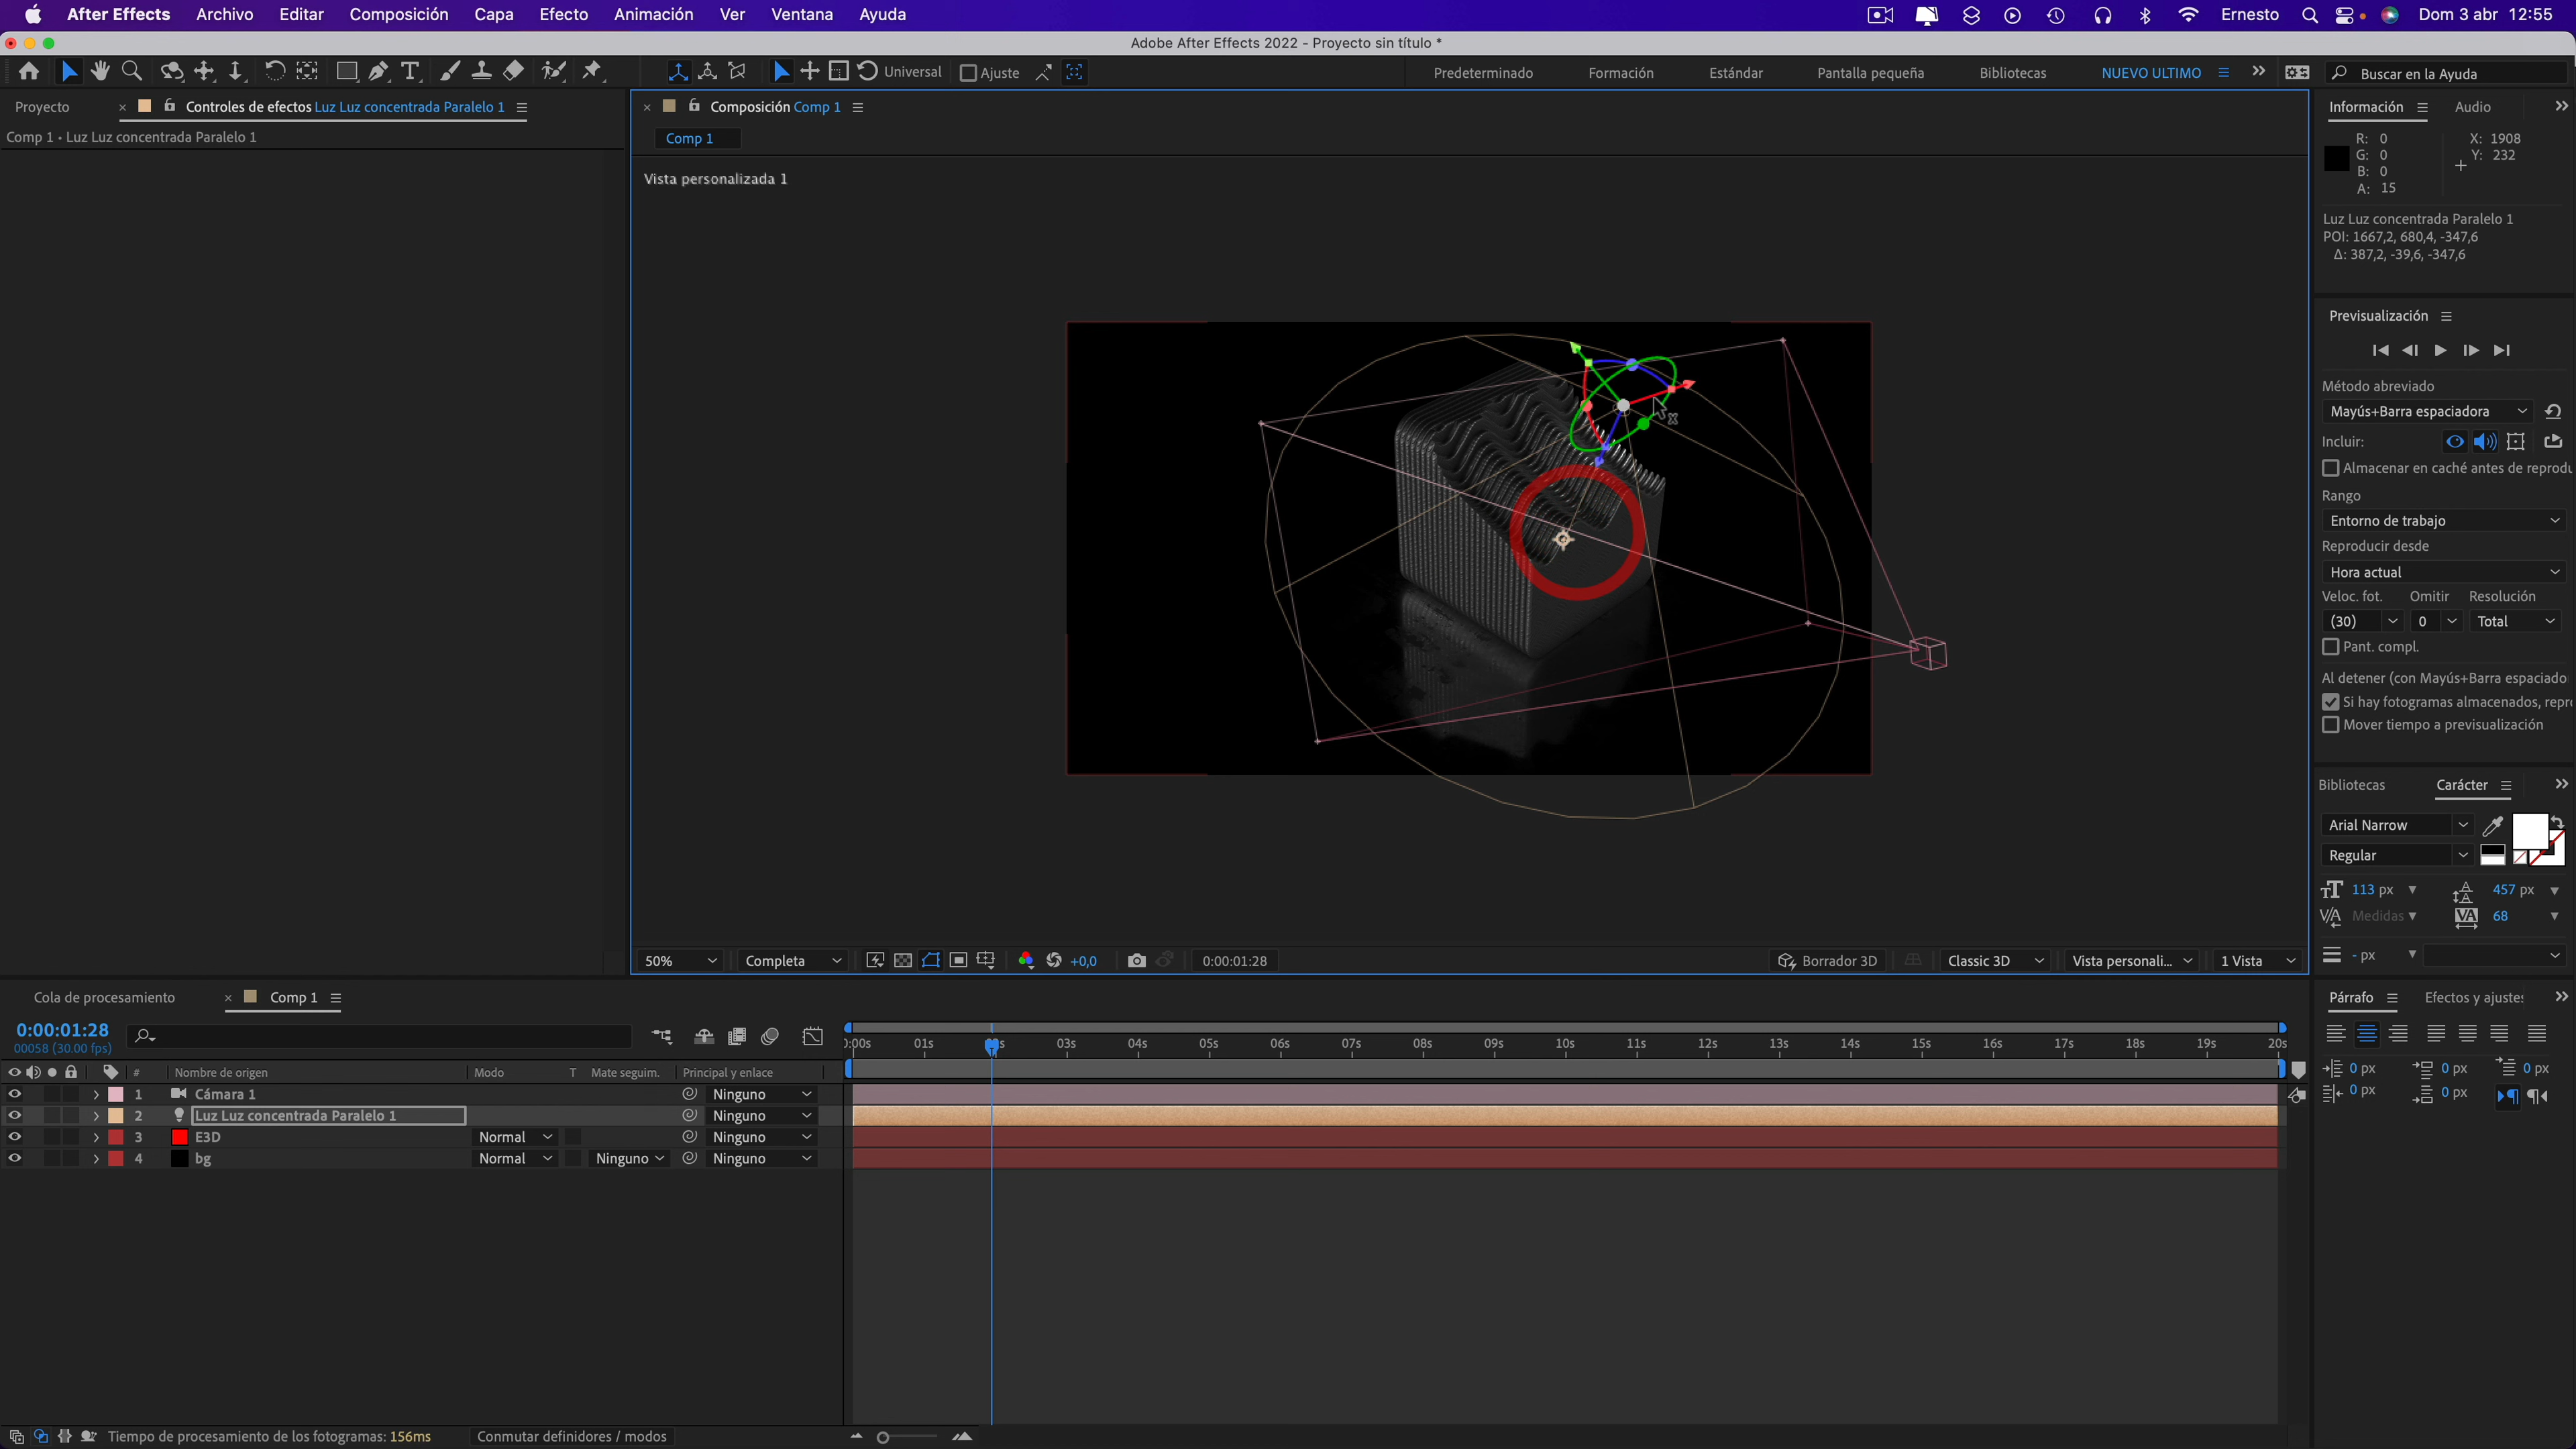 After Effects Archivo Editar Composición Capa Efecto Animación Ver Ventana Ayuda Ernesto Dom 3 abr 12:55
Adobe After Effects 2022 - Proyecto sin título *
Universal Ajuste Predeterminado Formación Estándar Pantalla pequeña Bibliotecas NUEVO ULTIMO Buscar en la Ayuda
Proyecto Controles de efectos Luz Luz concentrada Paralelo 1
Comp 1 • Luz Luz concentrada Paralelo 1
Composición Comp 1
Comp 1
Vista personalizada 1
50% Completa +0,0 0:00:01:28 Borrador 3D Classic 3D Vista personali... 1 Vista
Información Audio
R: 0 X: 1908
G: 0 Y: 232
B: 0
A: 15
Luz Luz concentrada Paralelo 1
POI: 1667,2, 680,4, -347,6
Δ: 387,2, -39,6, -347,6
Previsualización
Método abreviado
Mayús+Barra espaciadora
Incluir:
Almacenar en caché antes de reprodu
Rango
Entorno de trabajo
Reproducir desde
Hora actual
Veloc. fot. Omitir Resolución
(30) 0 Total
Pant. compl.
Al detener (con Mayús+Barra espaciado
Si hay fotogramas almacenados, repr
Mover tiempo a previsualización
Bibliotecas Carácter
Arial Narrow
Regular
113 px 457 px
Medidas 68
- px
Párrafo Efectos y ajustes
0 px 0 px 0 px
0 px 0 px
Cola de procesamiento Comp 1
0:00:01:28
00058 (30.00 fps)
# Nombre de origen Modo T Mate seguim. Principal y enlace
1 Cámara 1 Ninguno
2 Luz Luz concentrada Paralelo 1 Ninguno
3 E3D Normal Ninguno
4 bg Normal Ninguno Ninguno
):00s 01s s 03s 04s 05s 06s 07s 08s 09s 10s 11s 12s 13s 14s 15s 16s 17s 18s 19s 20s
Tiempo de procesamiento de los fotogramas: 156ms Conmutar definidores / modos